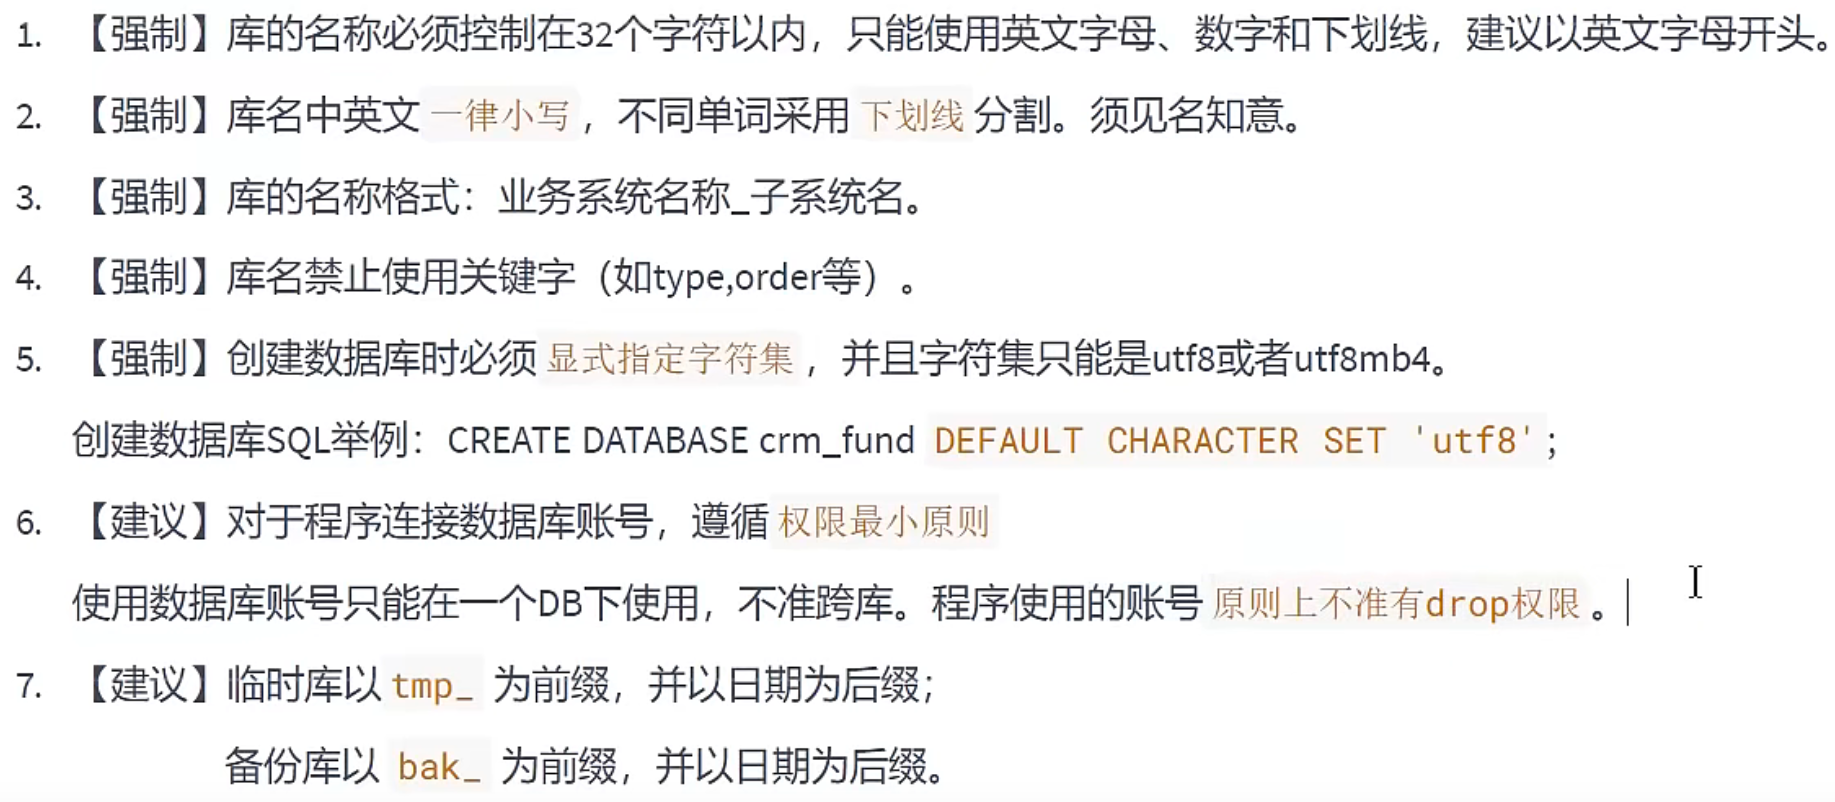 1. 【强制】库的名称必须控制在32个字符以内，只能使用英文字母、数字和下划线，建议以英文字母开头。
2. 【强制】库名中英文 一律小写 ，不同单词采用 下划线 分割。须见名知意。
3. 【强制】库的名称格式：业务系统名称_子系统名。
4. 【强制】库名禁止使用关键字（如type,order等）。
5. 【强制】创建数据库时必须 显式指定字符集 ，并且字符集只能是utf8或者utf8mb4。
创建数据库SQL举例：CREATE DATABASE crm_fund DEFAULT CHARACTER SET 'utf8' ;
6. 【建议】对于程序连接数据库账号，遵循 权限最小原则
使用数据库账号只能在一个DB下使用，不准跨库。程序使用的账号 原则上不准有drop权限 。
7. 【建议】临时库以 tmp_ 为前缀，并以日期为后缀；
备份库以 bak_ 为前缀，并以日期为后缀。